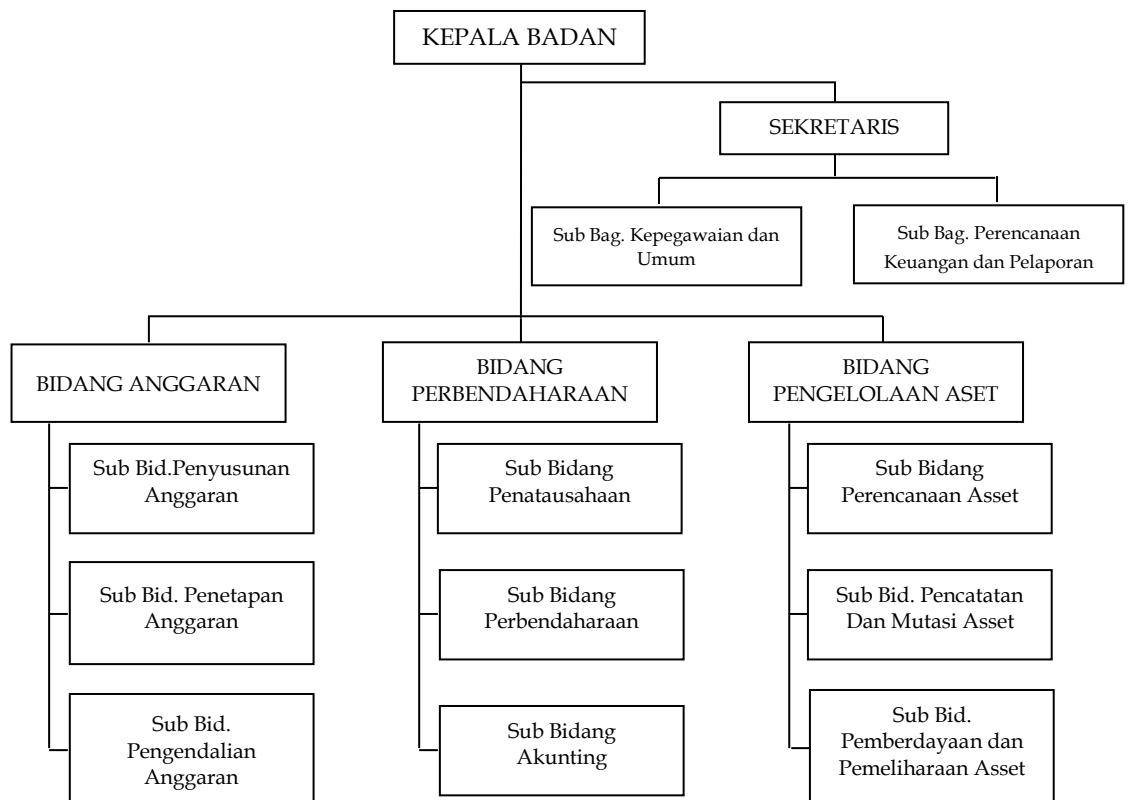 KEPALA BADAN
SEKRETARIS
Sub Bag. Kepegawaian dan
Umum
Sub Bag. Perencanaan
Keuangan dan Pelaporan
BIDANG ANGGARAN
BIDANG
PERBENDAHARAAN
BIDANG
PENGELOLAAN ASET
Sub Bid.Penyusunan
Anggaran
Sub Bidang
Penatausahaan
Sub Bidang
Perencanaan Asset
Sub Bid. Penetapan
Anggaran
Sub Bidang
Perbendaharaan
Sub Bid. Pencatatan
Dan Mutasi Asset
Sub Bid.
Pengendalian
Anggaran
Sub Bidang
Akunting
Sub Bid.
Pemberdayaan dan
Pemeliharaan Asset